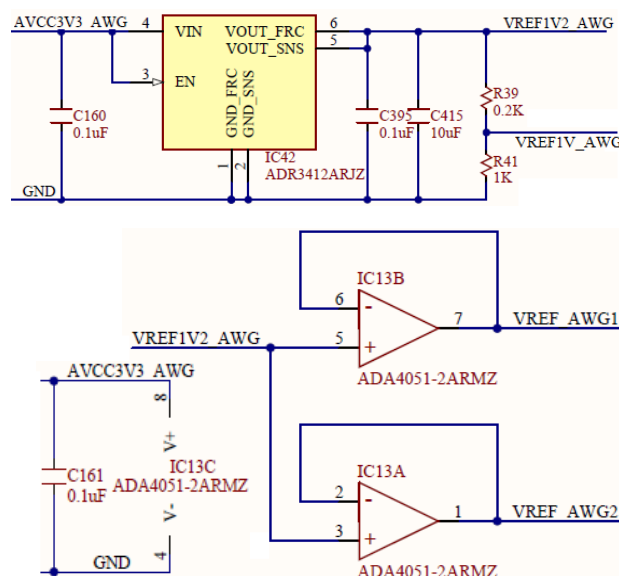 AVCC3V3_AWG 4 VIN VOUT_FRC 6 VREF1V2_AWG
VOUT_SNS 5
3 EN
GND_FRC
GND_SNS
C160
0.1uF
C395
0.1uF
C415
10uF
R39
0.2K
VREF1V_AWG
R41
1K
1
2
IC42
ADR3412ARJZ
GND
IC13B
6 -
7 VREF_AWG1
VREF1V2_AWG 5 +
ADA4051-2ARMZ
AVCC3V3_AWG
8
V+
C161
0.1uF
IC13C
ADA4051-2ARMZ
V-
4
GND
IC13A
2 -
1 VREF_AWG2
3 +
ADA4051-2ARMZ